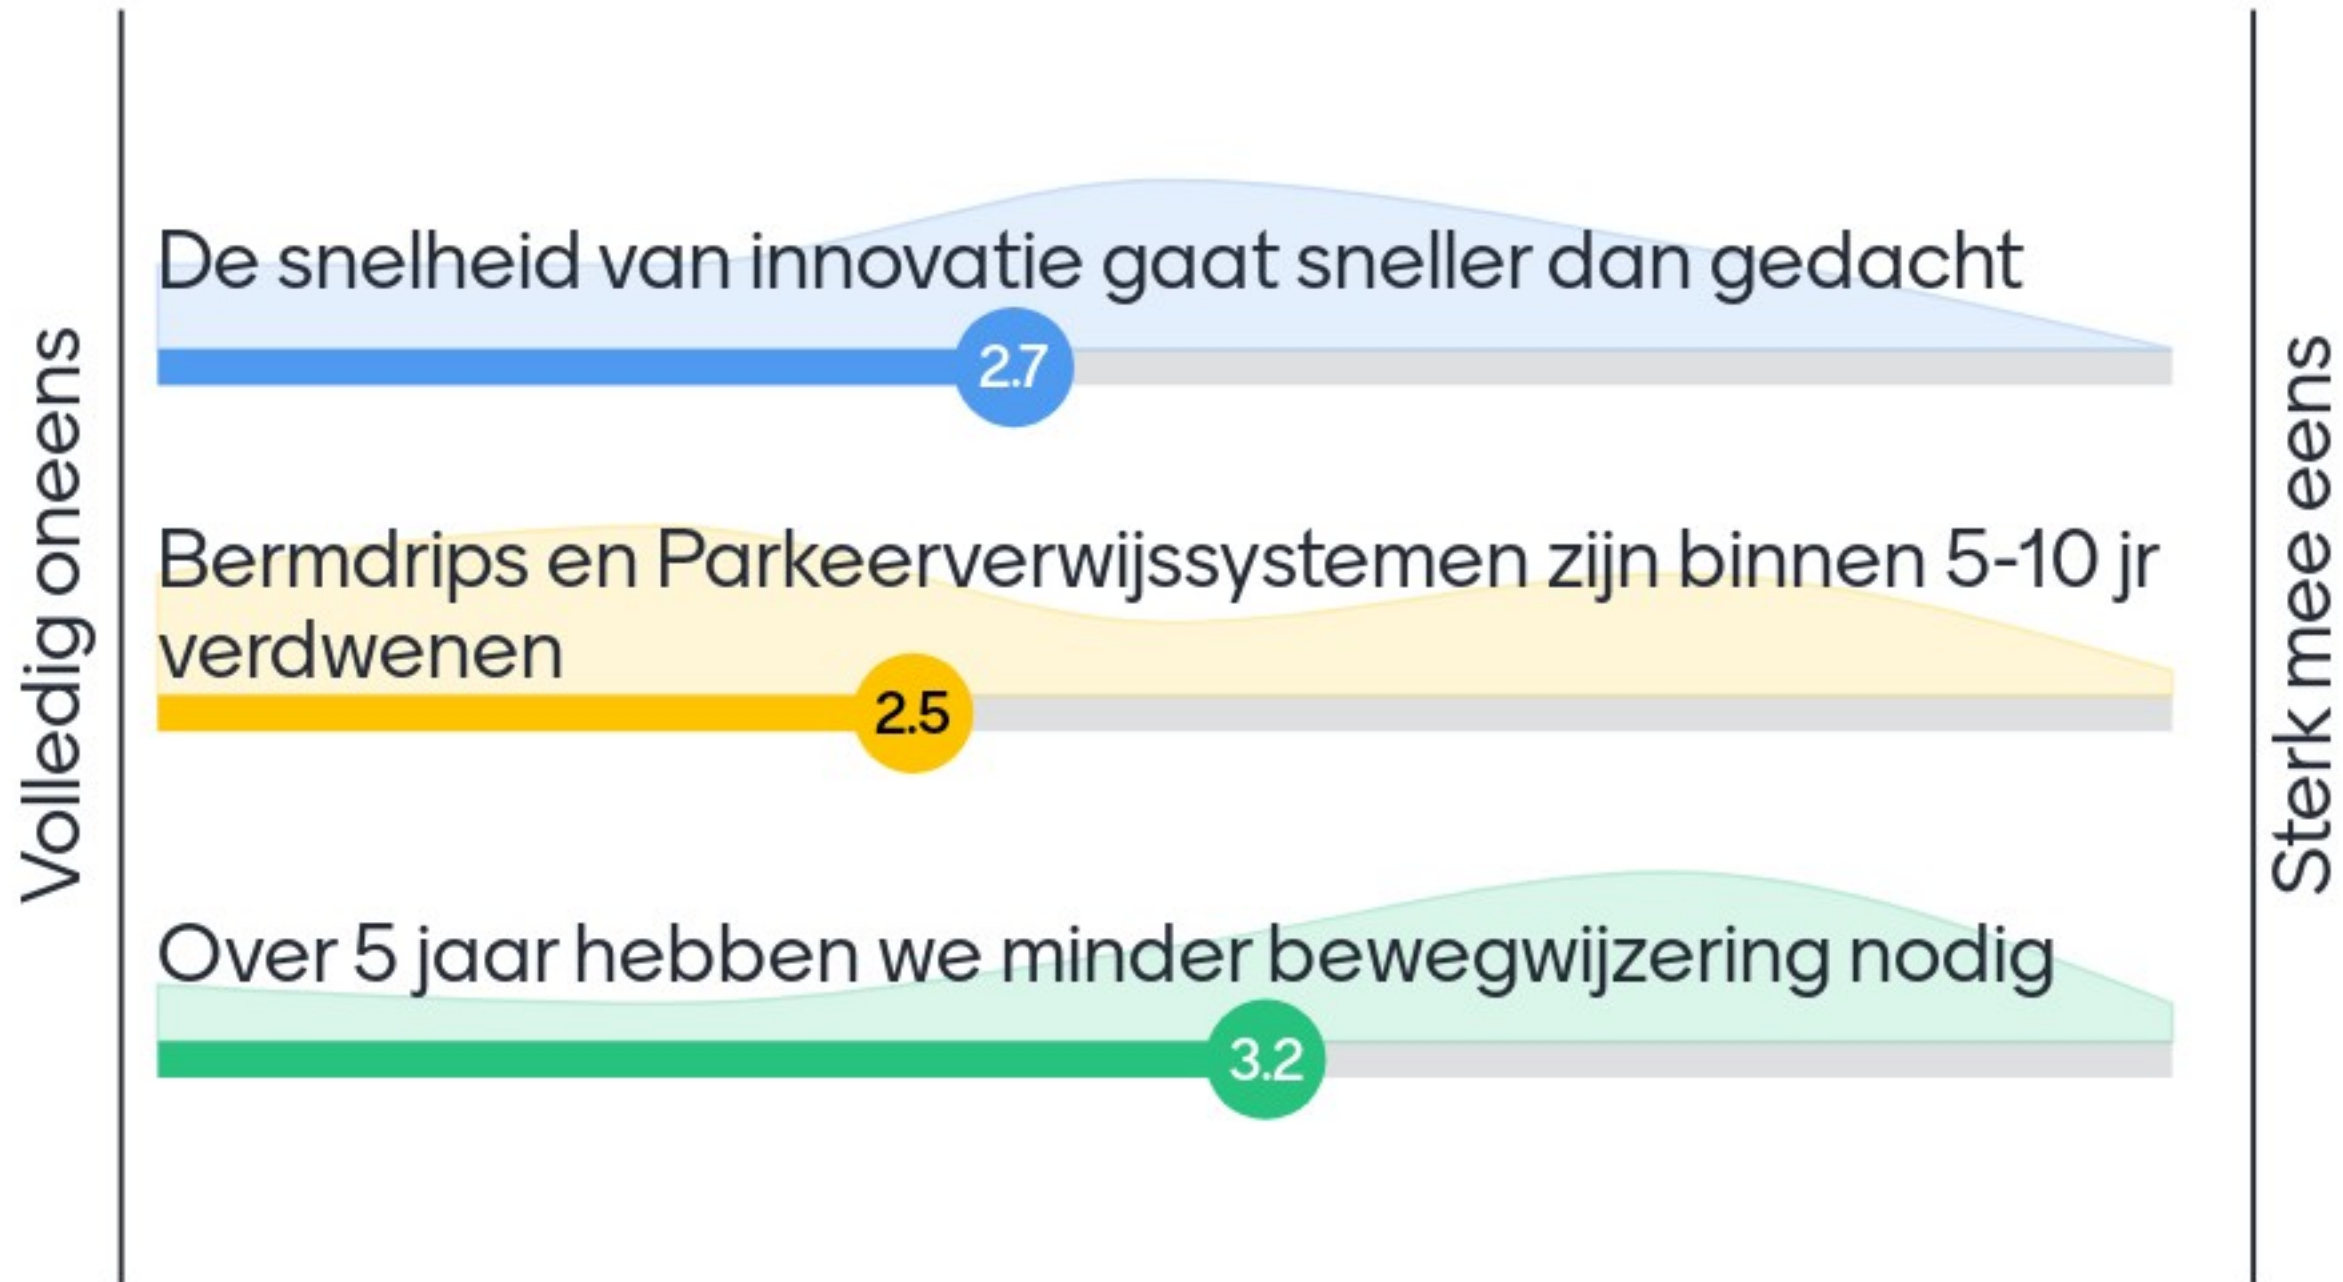 Volledig oneens
De snelheid van innovatie gaat sneller dan gedacht
2.7
Bermdrips en Parkeerverwijssystemen zijn binnen 5-10 jr
verdwenen
2.5
Over 5 jaar hebben we minder bewegwijzering nodig
3.2
Sterk mee eens